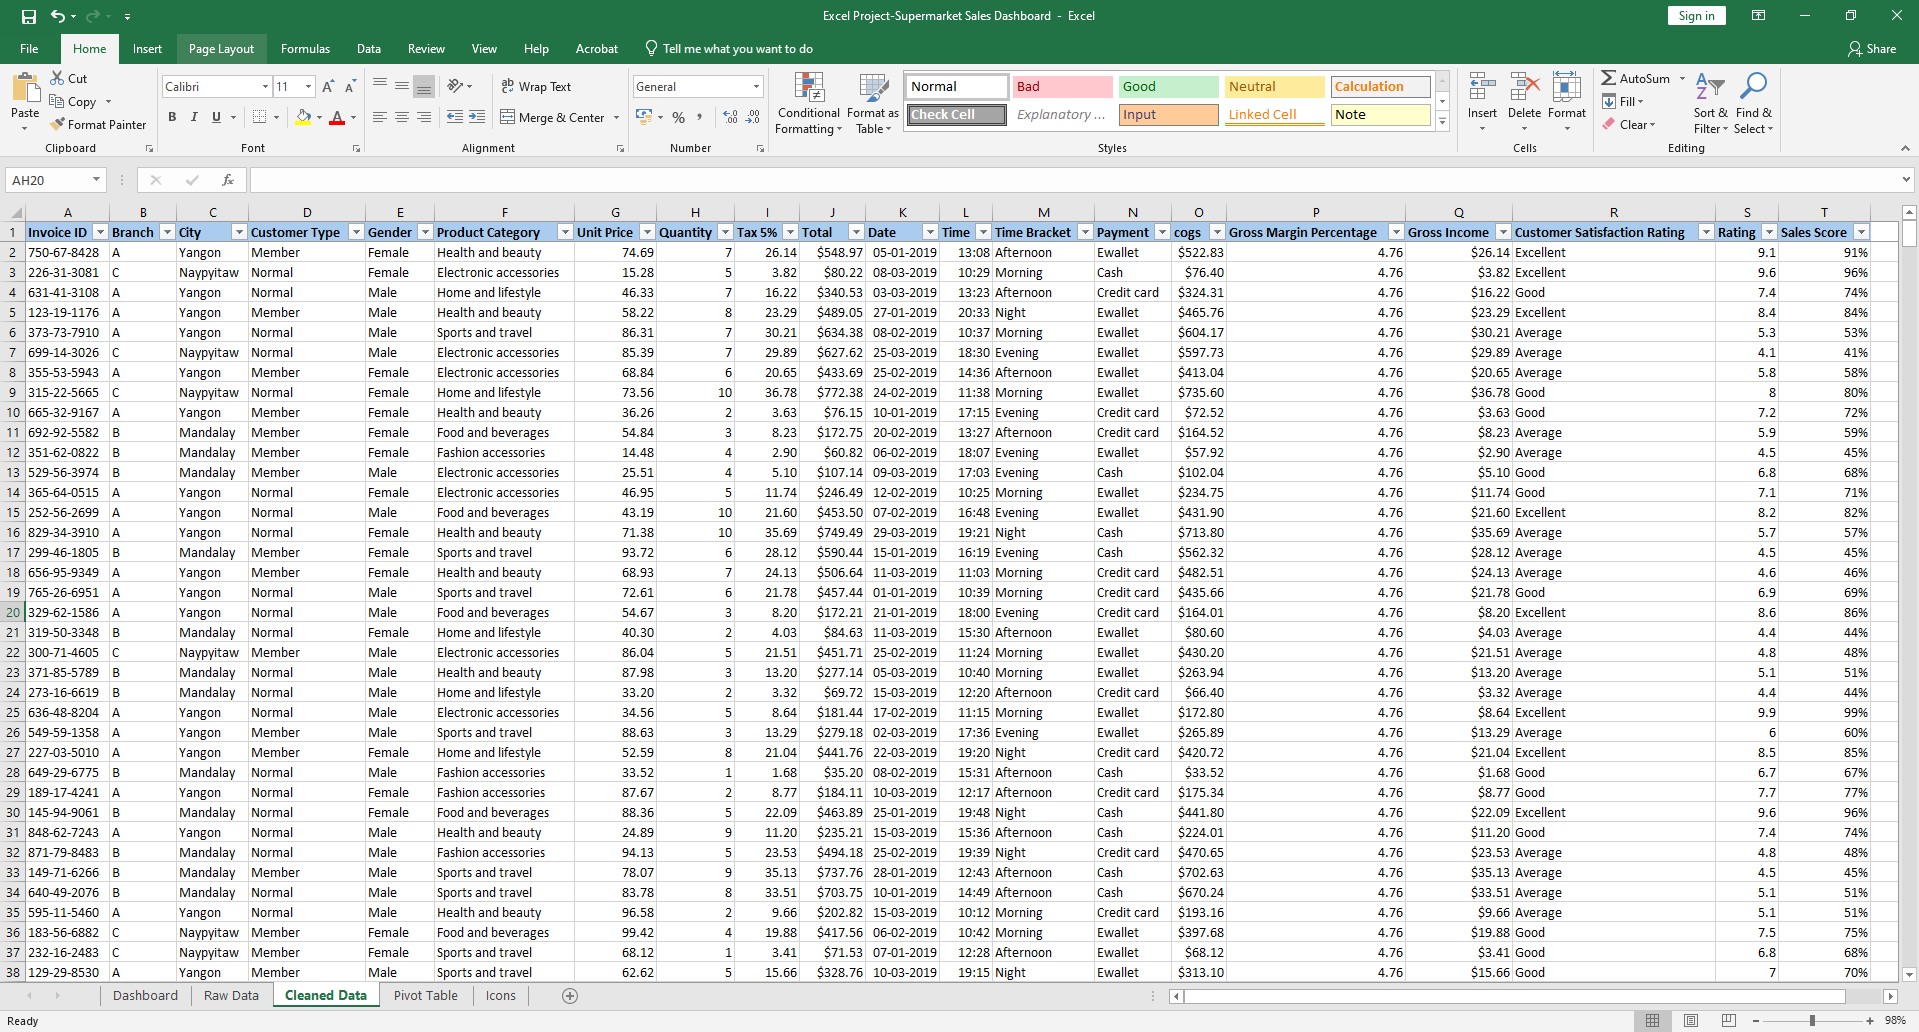 Excel Project-Supermarket Sales Dashboard - Excel
Sign in
File Home Insert Page Layout Formulas Data Review View Help Acrobat Tell me what you want to do Share
Paste Cut Copy Format Painter Clipboard
Calibri 11 B I U Font
Wrap Text Merge & Center Alignment
General % , Number
Conditional Formatting Format as Table
Normal Bad Good Neutral Calculation
Check Cell Explanatory ... Input Linked Cell Note
Styles
Insert Delete Format Cells
AutoSum Fill Clear Sort & Filter Find & Select Editing
AH20 fx
A B C D E F G H I J K L M N O P Q R S T
1 Invoice ID Branch City Customer Type Gender Product Category Unit Price Quantity Tax 5% Total Date Time Time Bracket Payment cogs Gross Margin Percentage Gross Income Customer Satisfaction Rating Rating Sales Score
2 750-67-8428 A Yangon Member Female Health and beauty 74.69 7 26.14 $548.97 05-01-2019 13:08 Afternoon Ewallet $522.83 4.76 $26.14 Excellent 9.1 91%
3 226-31-3081 C Naypyitaw Normal Female Electronic accessories 15.28 5 3.82 $80.22 08-03-2019 10:29 Morning Cash $76.40 4.76 $3.82 Excellent 9.6 96%
4 631-41-3108 A Yangon Normal Male Home and lifestyle 46.33 7 16.22 $340.53 03-03-2019 13:23 Afternoon Credit card $324.31 4.76 $16.22 Good 7.4 74%
5 123-19-1176 A Yangon Member Male Health and beauty 58.22 8 23.29 $489.05 27-01-2019 20:33 Night Ewallet $465.76 4.76 $23.29 Excellent 8.4 84%
6 373-73-7910 A Yangon Normal Male Sports and travel 86.31 7 30.21 $634.38 08-02-2019 10:37 Morning Ewallet $604.17 4.76 $30.21 Average 5.3 53%
7 699-14-3026 C Naypyitaw Normal Male Electronic accessories 85.39 7 29.89 $627.62 25-03-2019 18:30 Evening Ewallet $597.73 4.76 $29.89 Average 4.1 41%
8 355-53-5943 A Yangon Member Female Electronic accessories 68.84 6 20.65 $433.69 25-02-2019 14:36 Afternoon Ewallet $413.04 4.76 $20.65 Average 5.8 58%
9 315-22-5665 C Naypyitaw Normal Female Home and lifestyle 73.56 10 36.78 $772.38 24-02-2019 11:38 Morning Ewallet $735.60 4.76 $36.78 Good 8 80%
10 665-32-9167 A Yangon Member Female Health and beauty 36.26 2 3.63 $76.15 10-01-2019 17:15 Evening Credit card $72.52 4.76 $3.63 Good 7.2 72%
11 692-92-5582 B Mandalay Member Female Food and beverages 54.84 3 8.23 $172.75 20-02-2019 13:27 Afternoon Credit card $164.52 4.76 $8.23 Average 5.9 59%
12 351-62-0822 B Mandalay Member Female Fashion accessories 14.48 4 2.90 $60.82 06-02-2019 18:07 Evening Ewallet $57.92 4.76 $2.90 Average 4.5 45%
13 529-56-3974 B Mandalay Member Male Electronic accessories 25.51 4 5.10 $107.14 09-03-2019 17:03 Evening Cash $102.04 4.76 $5.10 Good 6.8 68%
14 365-64-0515 A Yangon Normal Female Electronic accessories 46.95 5 11.74 $246.49 12-02-2019 10:25 Morning Ewallet $234.75 4.76 $11.74 Good 7.1 71%
15 252-56-2699 A Yangon Normal Male Food and beverages 43.19 10 21.60 $453.50 07-02-2019 16:48 Evening Ewallet $431.90 4.76 $21.60 Excellent 8.2 82%
16 829-34-3910 A Yangon Normal Female Health and beauty 71.38 10 35.69 $749.49 29-03-2019 19:21 Night Cash $713.80 4.76 $35.69 Average 5.7 57%
17 299-46-1805 B Mandalay Member Female Sports and travel 93.72 6 28.12 $590.44 15-01-2019 16:19 Evening Cash $562.32 4.76 $28.12 Average 4.5 45%
18 656-95-9349 A Yangon Member Female Health and beauty 68.93 7 24.13 $506.64 11-03-2019 11:03 Morning Credit card $482.51 4.76 $24.13 Average 4.6 46%
19 765-26-6951 A Yangon Normal Male Sports and travel 72.61 6 21.78 $457.44 01-01-2019 10:39 Morning Credit card $435.66 4.76 $21.78 Good 6.9 69%
20 329-62-1586 A Yangon Normal Male Food and beverages 54.67 3 8.20 $172.21 21-01-2019 18:00 Evening Credit card $164.01 4.76 $8.20 Excellent 8.6 86%
21 319-50-3348 B Mandalay Normal Female Home and lifestyle 40.30 2 4.03 $84.63 11-03-2019 15:30 Afternoon Ewallet $80.60 4.76 $4.03 Average 4.4 44%
22 300-71-4605 C Naypyitaw Member Male Electronic accessories 86.04 5 21.51 $451.71 25-02-2019 11:24 Morning Ewallet $430.20 4.76 $21.51 Average 4.8 48%
23 371-85-5789 B Mandalay Normal Male Health and beauty 87.98 3 13.20 $277.14 05-03-2019 10:40 Morning Ewallet $263.94 4.76 $13.20 Average 5.1 51%
24 273-16-6619 B Mandalay Normal Male Home and lifestyle 33.20 2 3.32 $69.72 15-03-2019 12:20 Afternoon Credit card $66.40 4.76 $3.32 Average 4.4 44%
25 636-48-8204 A Yangon Normal Male Electronic accessories 34.56 5 8.64 $181.44 17-02-2019 11:15 Morning Ewallet $172.80 4.76 $8.64 Excellent 9.9 99%
26 549-59-1358 A Yangon Member Male Sports and travel 88.63 3 13.29 $279.18 02-03-2019 17:36 Evening Ewallet $265.89 4.76 $13.29 Average 6 60%
27 227-03-5010 A Yangon Member Female Home and lifestyle 52.59 8 21.04 $441.76 22-03-2019 19:20 Night Credit card $420.72 4.76 $21.04 Excellent 8.5 85%
28 649-29-6775 B Mandalay Normal Male Fashion accessories 33.52 1 1.68 $35.20 08-02-2019 15:31 Afternoon Cash $33.52 4.76 $1.68 Good 6.7 67%
29 189-17-4241 A Yangon Normal Female Fashion accessories 87.67 2 8.77 $184.11 10-03-2019 12:17 Afternoon Credit card $175.34 4.76 $8.77 Good 7.7 77%
30 145-94-9061 B Mandalay Normal Female Food and beverages 88.36 5 22.09 $463.89 25-01-2019 19:48 Night Cash $441.80 4.76 $22.09 Excellent 9.6 96%
31 848-62-7243 A Yangon Normal Male Health and beauty 24.89 9 11.20 $235.21 15-03-2019 15:36 Afternoon Cash $224.01 4.76 $11.20 Good 7.4 74%
32 871-79-8483 B Mandalay Normal Male Fashion accessories 94.13 5 23.53 $494.18 25-02-2019 19:39 Night Credit card $470.65 4.76 $23.53 Average 4.8 48%
33 149-71-6266 B Mandalay Member Male Sports and travel 78.07 9 35.13 $737.76 28-01-2019 12:43 Afternoon Cash $702.63 4.76 $35.13 Average 4.5 45%
34 640-49-2076 B Mandalay Normal Male Sports and travel 83.78 8 33.51 $703.75 10-01-2019 14:49 Afternoon Cash $670.24 4.76 $33.51 Average 5.1 51%
35 595-11-5460 A Yangon Normal Male Health and beauty 96.58 2 9.66 $202.82 15-03-2019 10:12 Morning Credit card $193.16 4.76 $9.66 Average 5.1 51%
36 183-56-6882 C Naypyitaw Member Female Food and beverages 99.42 4 19.88 $417.56 06-02-2019 10:42 Morning Ewallet $397.68 4.76 $19.88 Good 7.5 75%
37 232-16-2483 C Naypyitaw Member Female Sports and travel 68.12 1 3.41 $71.53 07-01-2019 12:28 Afternoon Ewallet $68.12 4.76 $3.41 Good 6.8 68%
38 129-29-8530 A Yangon Member Male Sports and travel 62.62 5 15.66 $328.76 10-03-2019 19:15 Night Ewallet $313.10 4.76 $15.66 Good 7 70%
Dashboard Raw Data Cleaned Data Pivot Table Icons
Ready 98%